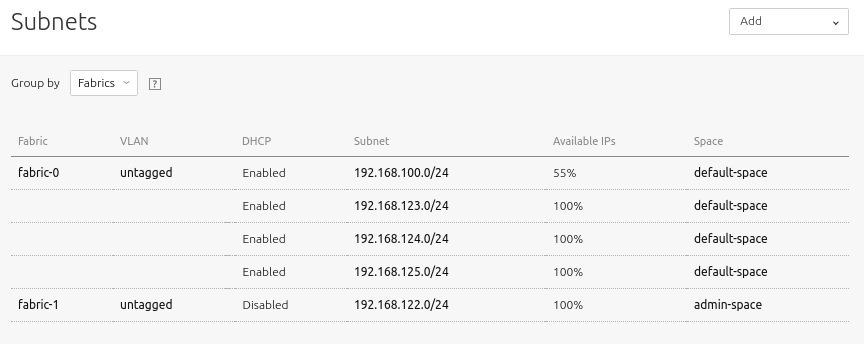 Subnets
Add
Group by Fabrics ?
Fabric VLAN DHCP Subnet Available IPs Space
fabric-0 untagged Enabled 192.168.100.0/24 55% default-space
Enabled 192.168.123.0/24 100% default-space
Enabled 192.168.124.0/24 100% default-space
Enabled 192.168.125.0/24 100% default-space
fabric-1 untagged Disabled 192.168.122.0/24 100% admin-space